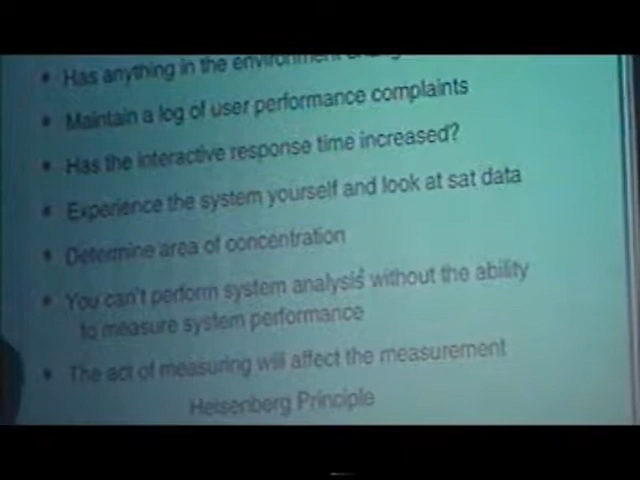 • Has anything in the environment
• Maintain a log of user performance complaints
• Has the interactive response time increased?
• Experience the system yourself and look at sat data
• Determine area of concentration
• You can't perform system analysis without the ability
to measure system performance
• The act of measuring will affect the measurement
Heisenberg Principle